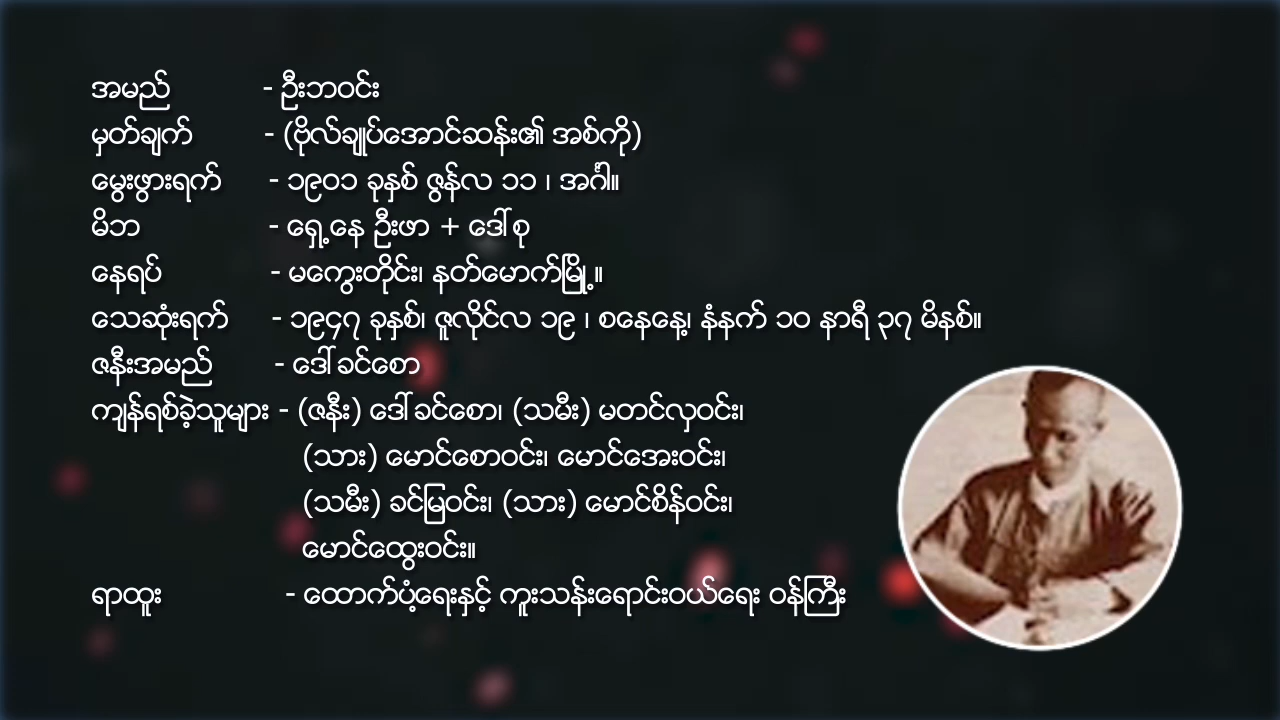 အမည် - ဦးဘဝင်း
မှတ်ချက် - (ဗိုလ်ချုပ်အောင်ဆန်း၏ အစ်ကို)
မွေးဖွားရက် - ၁၉၀၁ ခုနှစ် ဇွန်လ ၁၁ ၊ အင်္ဂါ။
မိဘ - ရှေ့နေ ဦးဖာ + ဒေါ်စု
နေရပ် - မကွေးတိုင်း၊ နတ်မောက်မြို့။
သေဆုံးရက် - ၁၉၄၇ ခုနှစ်၊ ဇူလိုင်လ ၁၉ ၊ စနေနေ့၊ နံနက် ၁၀ နာရီ ၃၇ မိနစ်။
ဇနီးအမည် - ဒေါ်ခင်စော
ကျန်ရစ်ခဲ့သူများ - (ဇနီး) ဒေါ်ခင်စော၊ (သမီး) မတင်လှဝင်း၊
(သား) မောင်စောဝင်း၊ မောင်အေးဝင်း၊
(သမီး) ခင်မြဝင်း၊ (သား) မောင်စိန်ဝင်း၊
မောင်ထွေးဝင်း။
ရာထူး - ထောက်ပံ့ရေးနှင့် ကူးသန်းရောင်းဝယ်ရေး ဝန်ကြီး